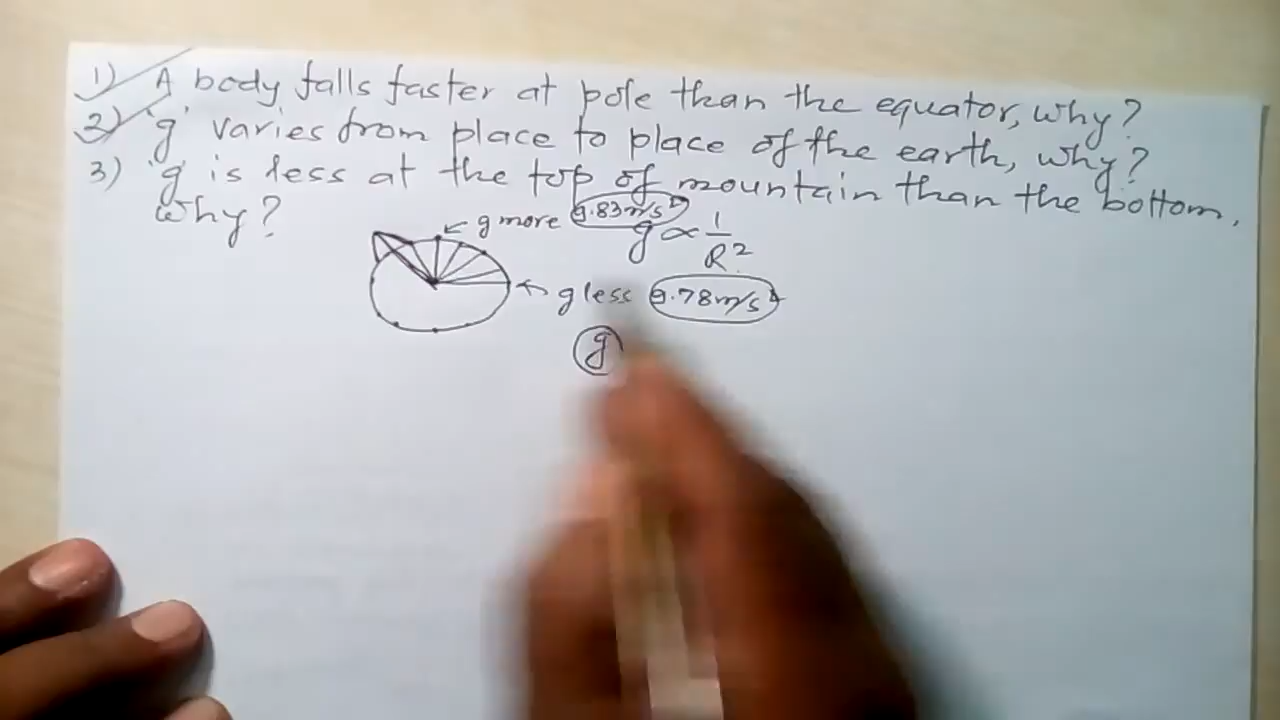 1) A body falls faster at pole than the equator, why?
2) 'g' varies from place to place of the earth, why?
3) 'g' is less at the top of mountain than the bottom.
Why?
g more 9.83m/s²
g ∝ 1/R²
g less 9.78m/s²
g